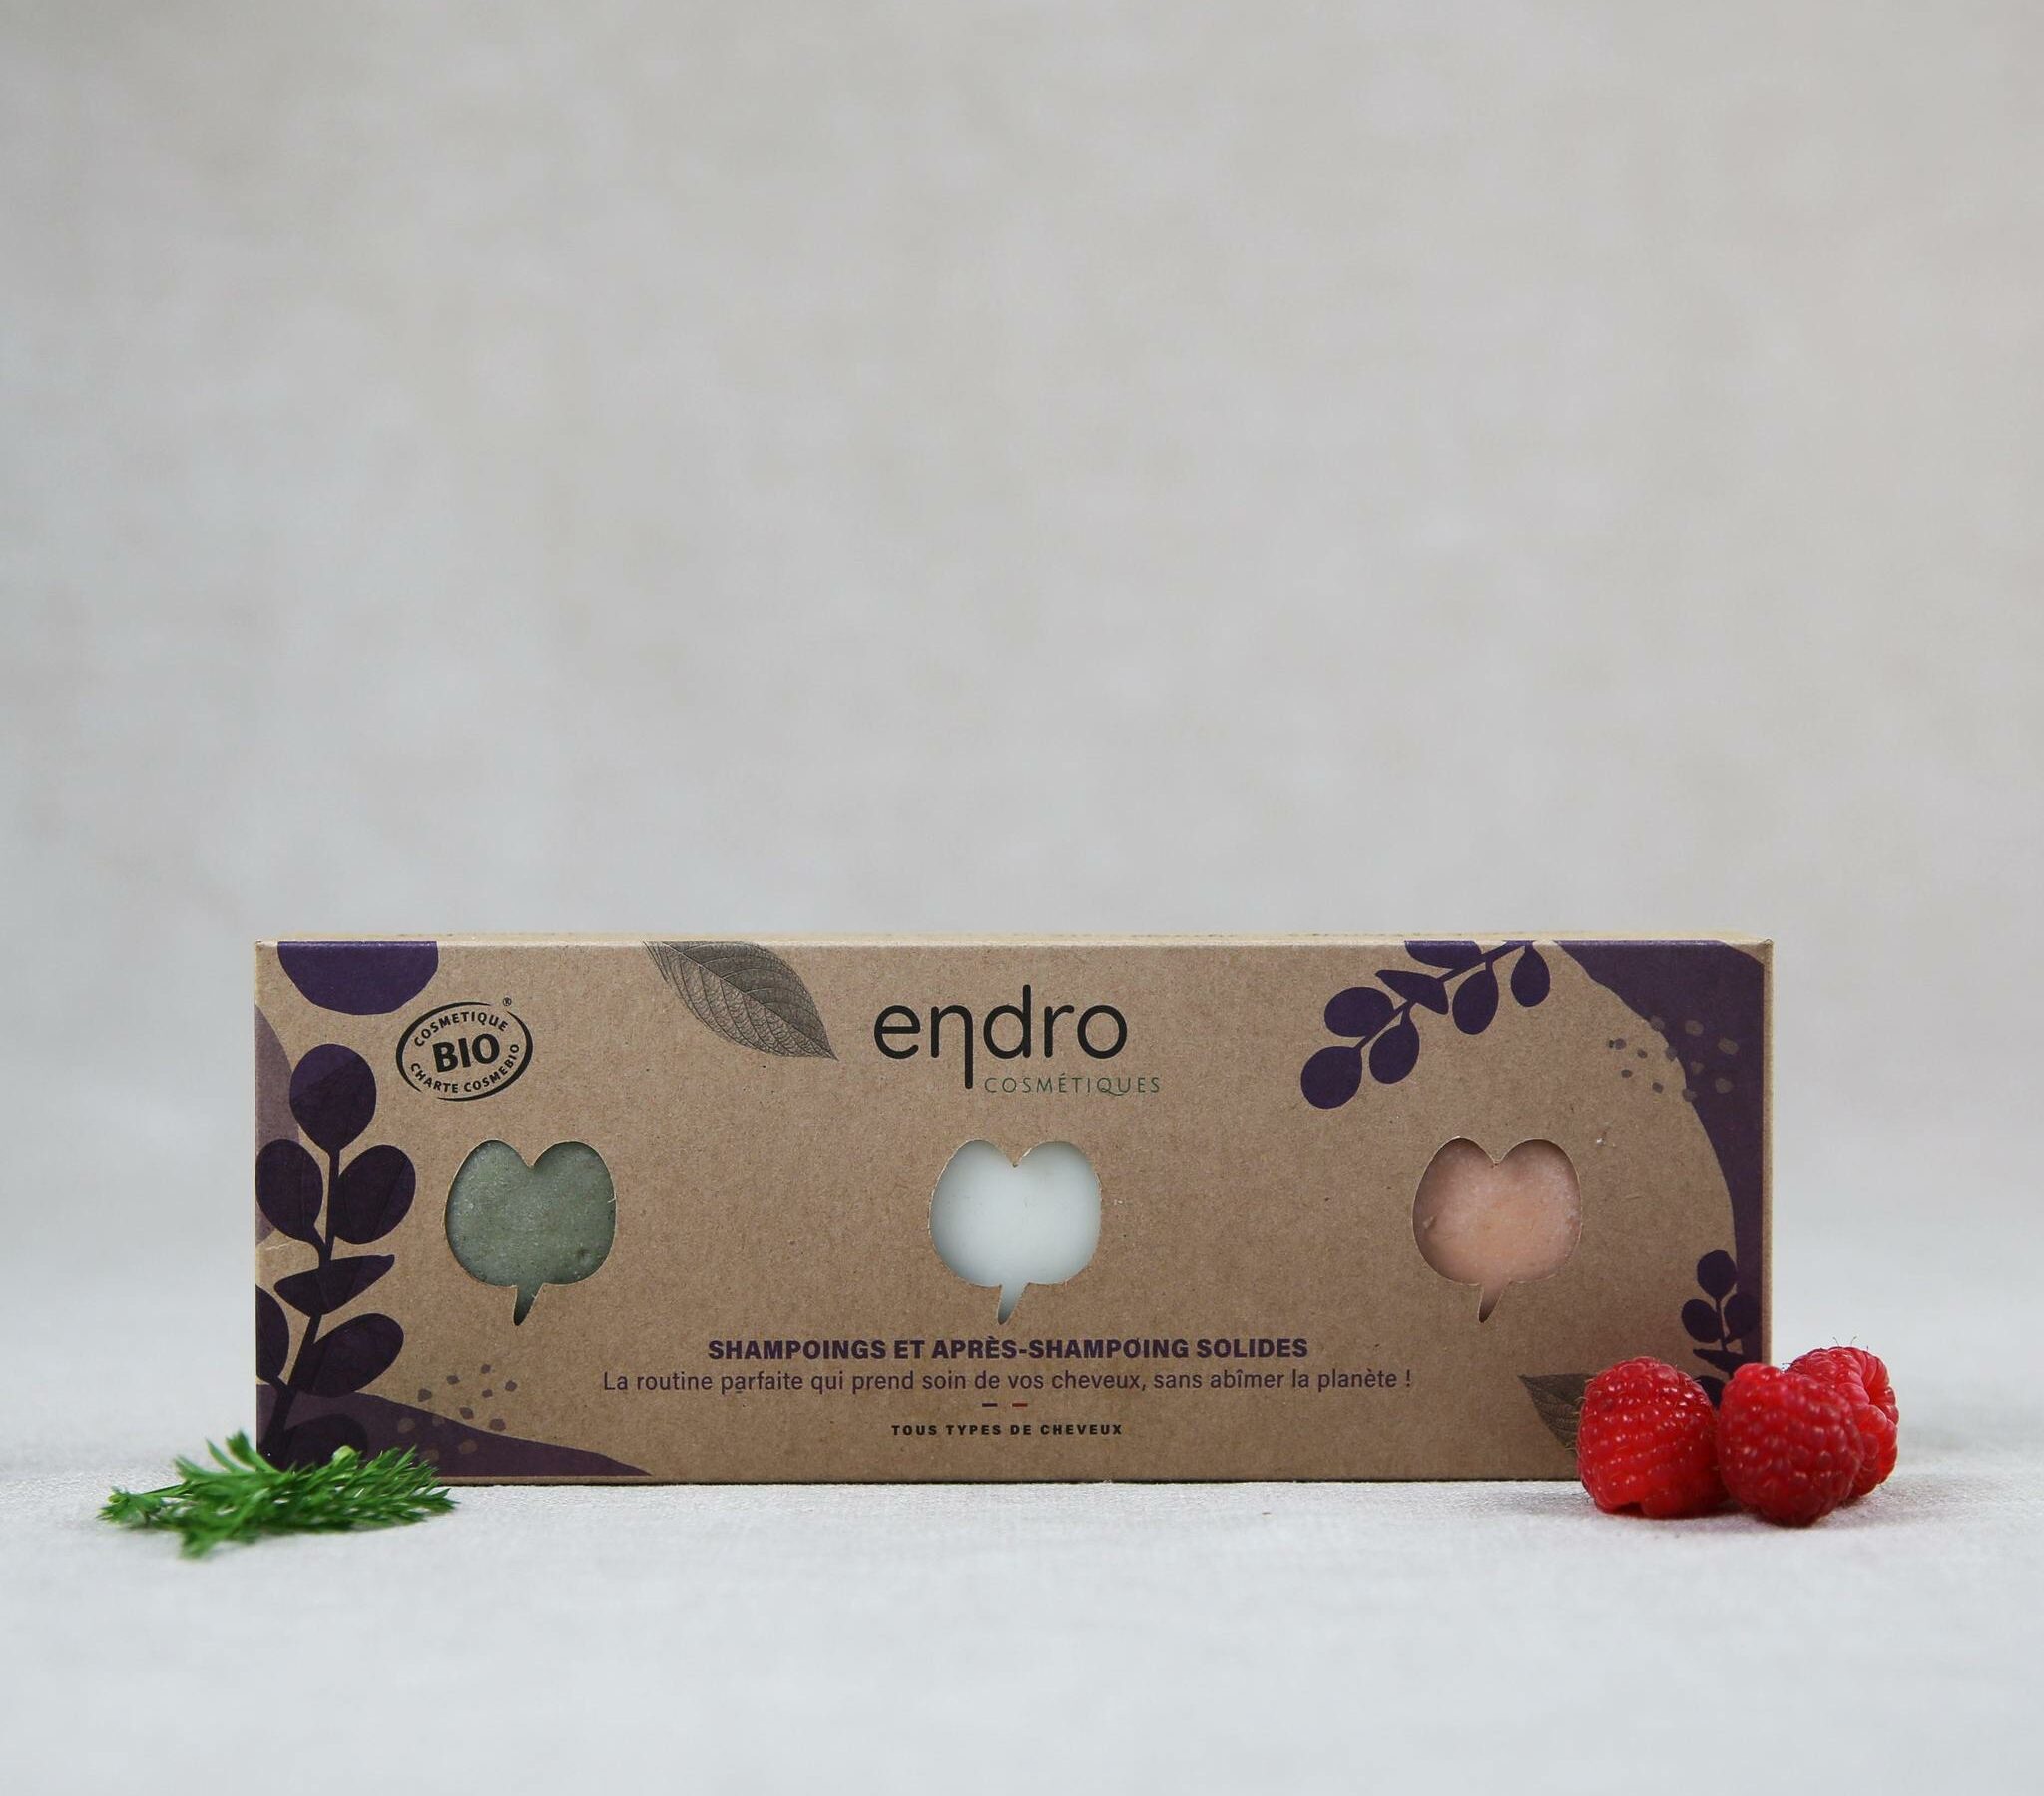 COSMETIQUE ®
BIO
CHARTE COSMEBIO
endro
COSMÉTIQUES
SHAMPOINGS ET APRÈS-SHAMPOING SOLIDES
La routine parfaite qui prend soin de vos cheveux, sans abîmer la planète !
TOUS TYPES DE CHEVEUX